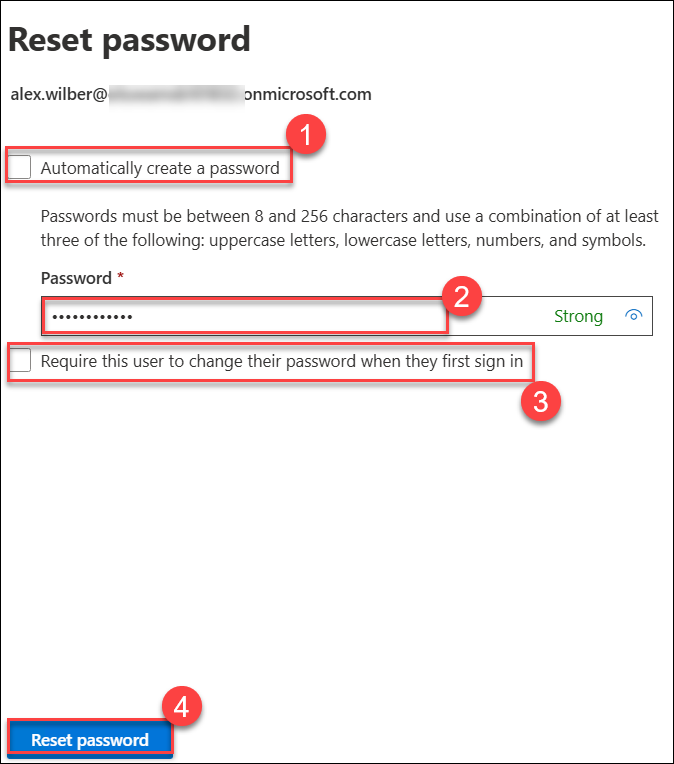 Reset password
alex.wilber@ onmicrosoft.com
1
Automatically create a password
Passwords must be between 8 and 256 characters and use a combination of at least
three of the following: uppercase letters, lowercase letters, numbers, and symbols.
Password *
2
•••••••••••• Strong
Require this user to change their password when they first sign in
3
4
Reset password